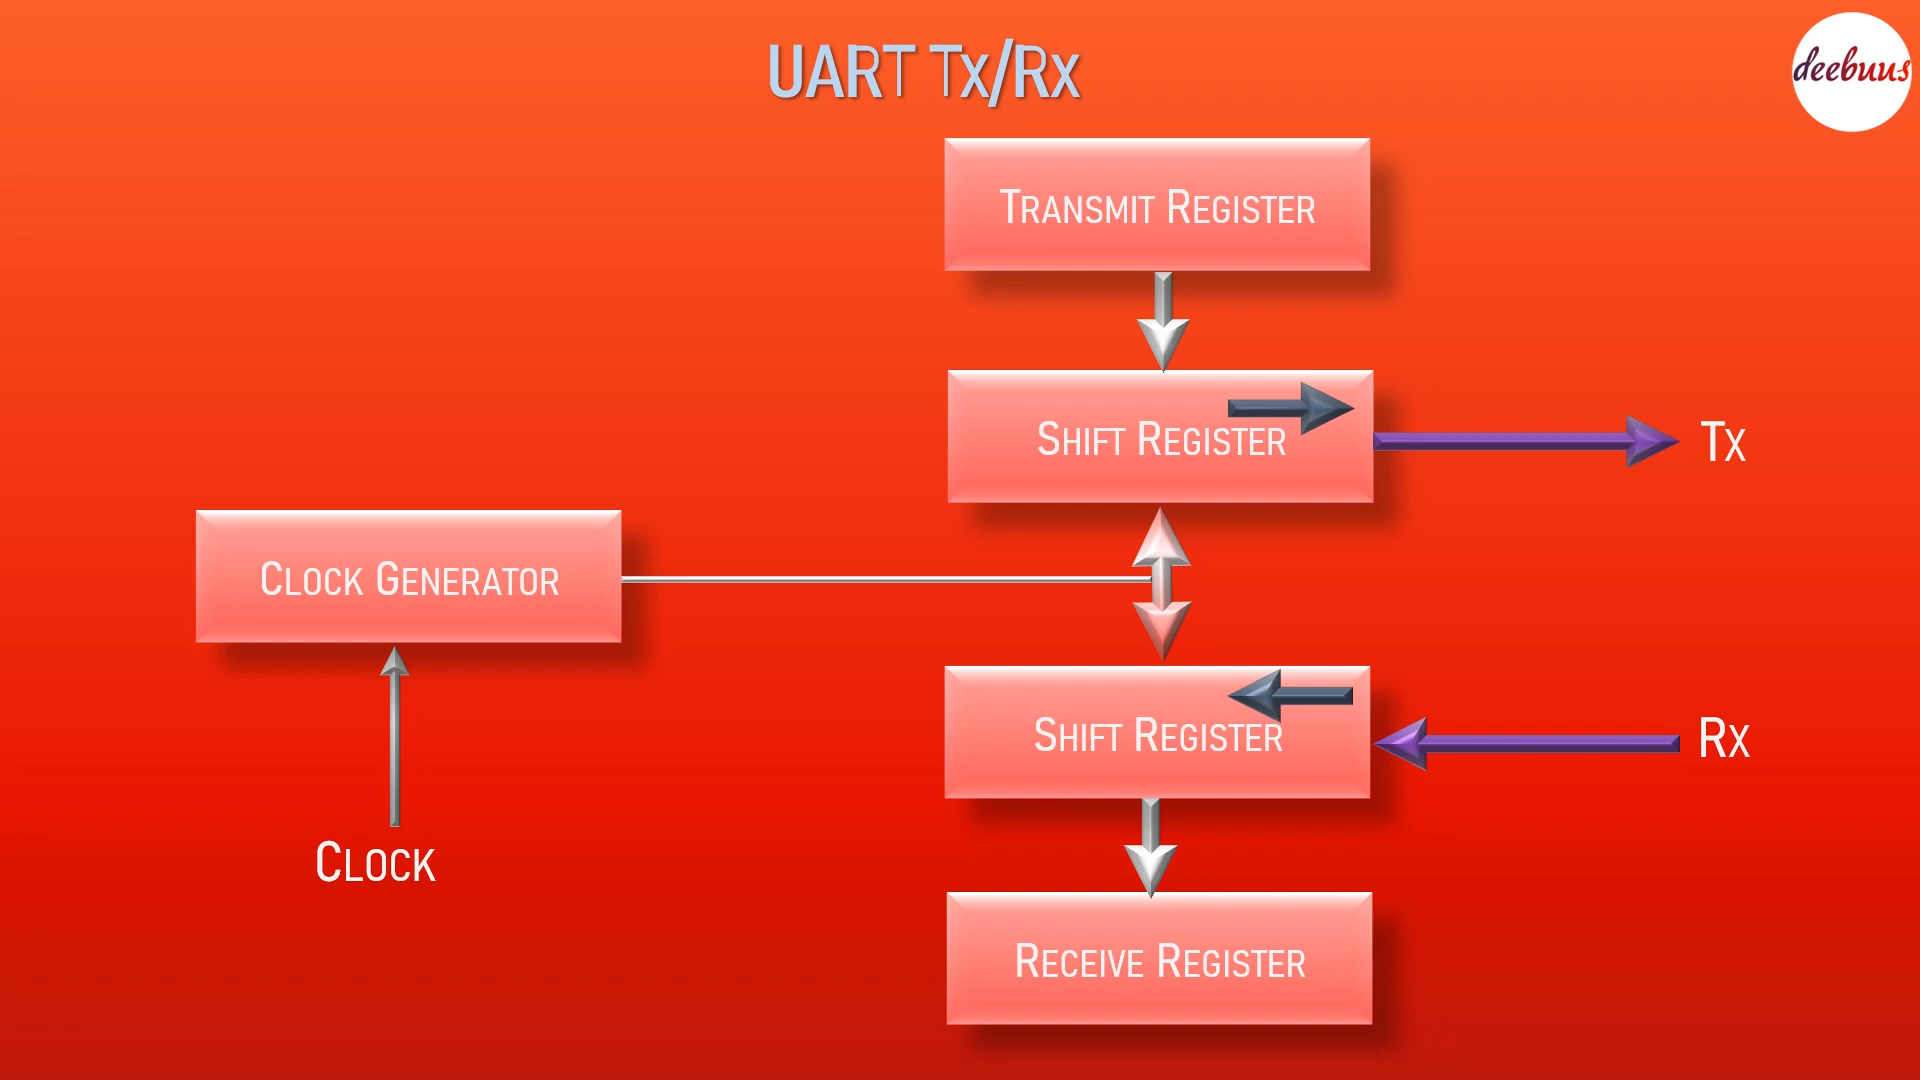 UART Tx/Rx
deebuus
Transmit Register
Shift Register
Tx
Clock Generator
Shift Register
Rx
Clock
Receive Register